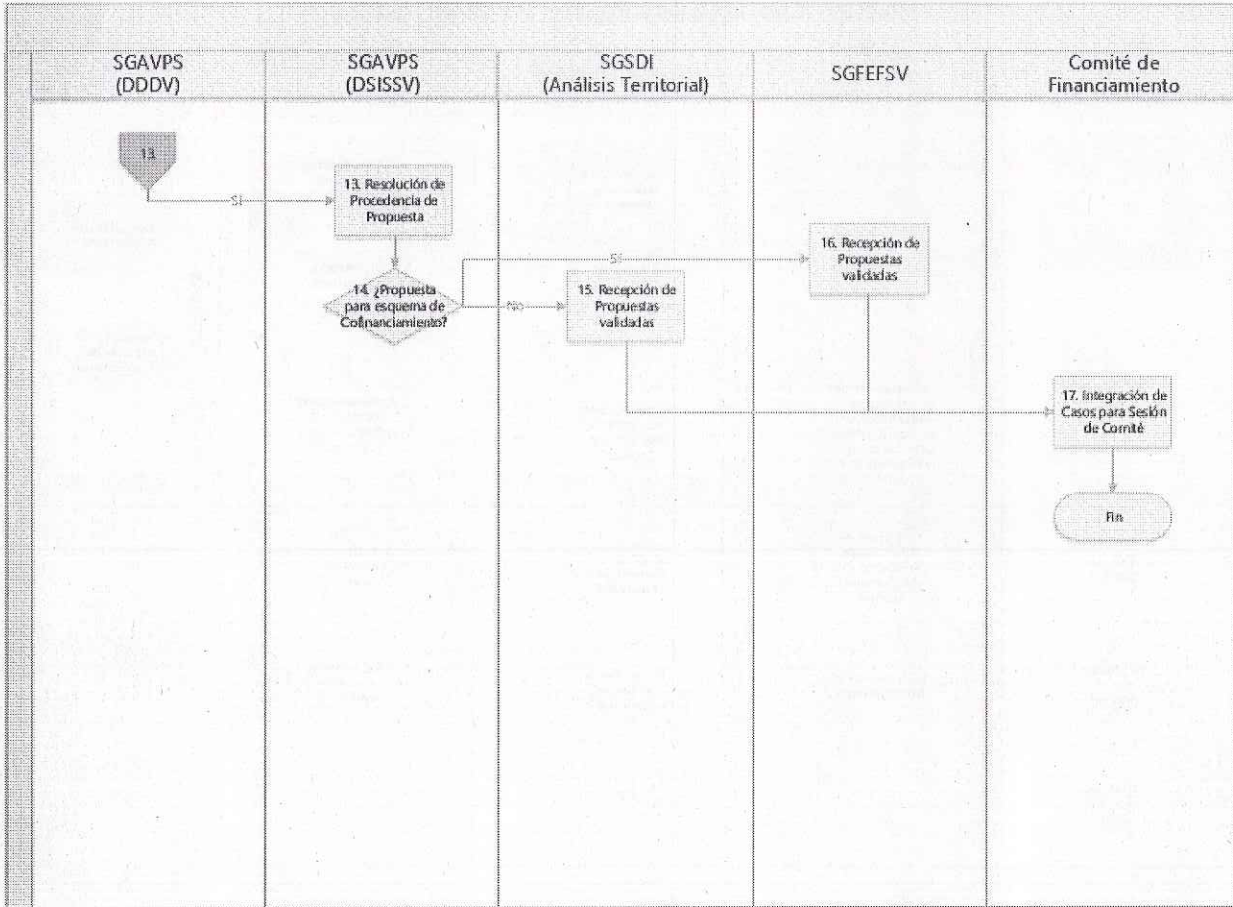 SGAVPS
(DDDV)
SGAVPS
(DSISSV)
SGSDI
(Análisis Territorial)
SGFEFSV
Comité de
Financiamiento
13
Si
13. Resolución de
Procedencia de
Propuesta
14. ¿Propuesta
para esquema de
Cofinanciamiento?
Si
No
15. Recepción de
Propuestas
validadas
16. Recepción de
Propuestas
validadas
17. Integración de
Casos para Sesión
de Comité
Fin